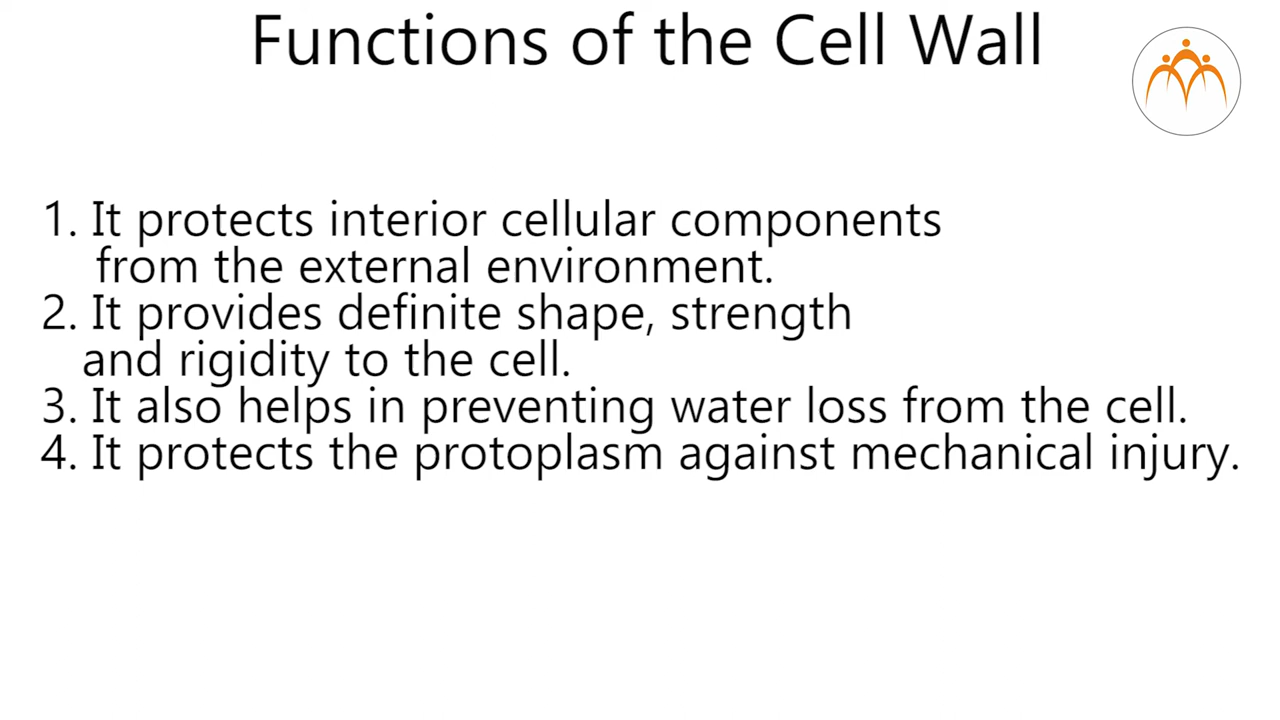 Functions of the Cell Wall
1. It protects interior cellular components
from the external environment.
2. It provides definite shape, strength
and rigidity to the cell.
3. It also helps in preventing water loss from the cell.
4. It protects the protoplasm against mechanical injury.